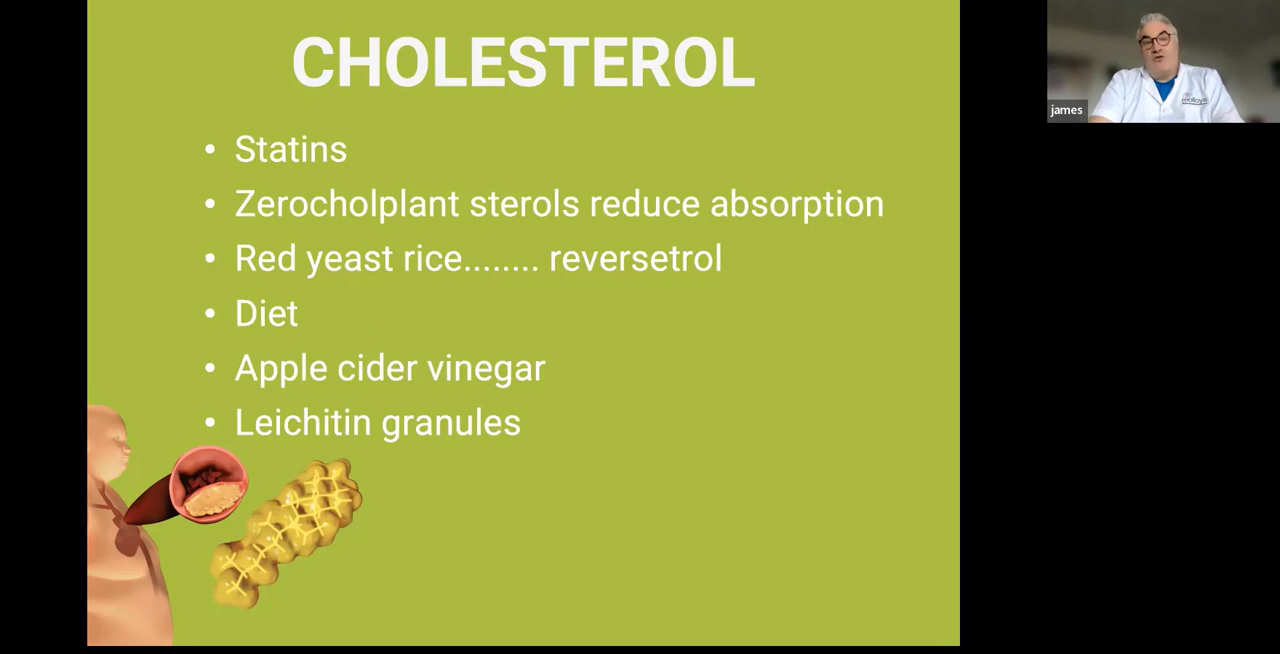 CHOLESTEROL
• Statins
• Zerocholplant sterols reduce absorption
• Red yeast rice........ reversetrol
• Diet
• Apple cider vinegar
• Leichitin granules
james